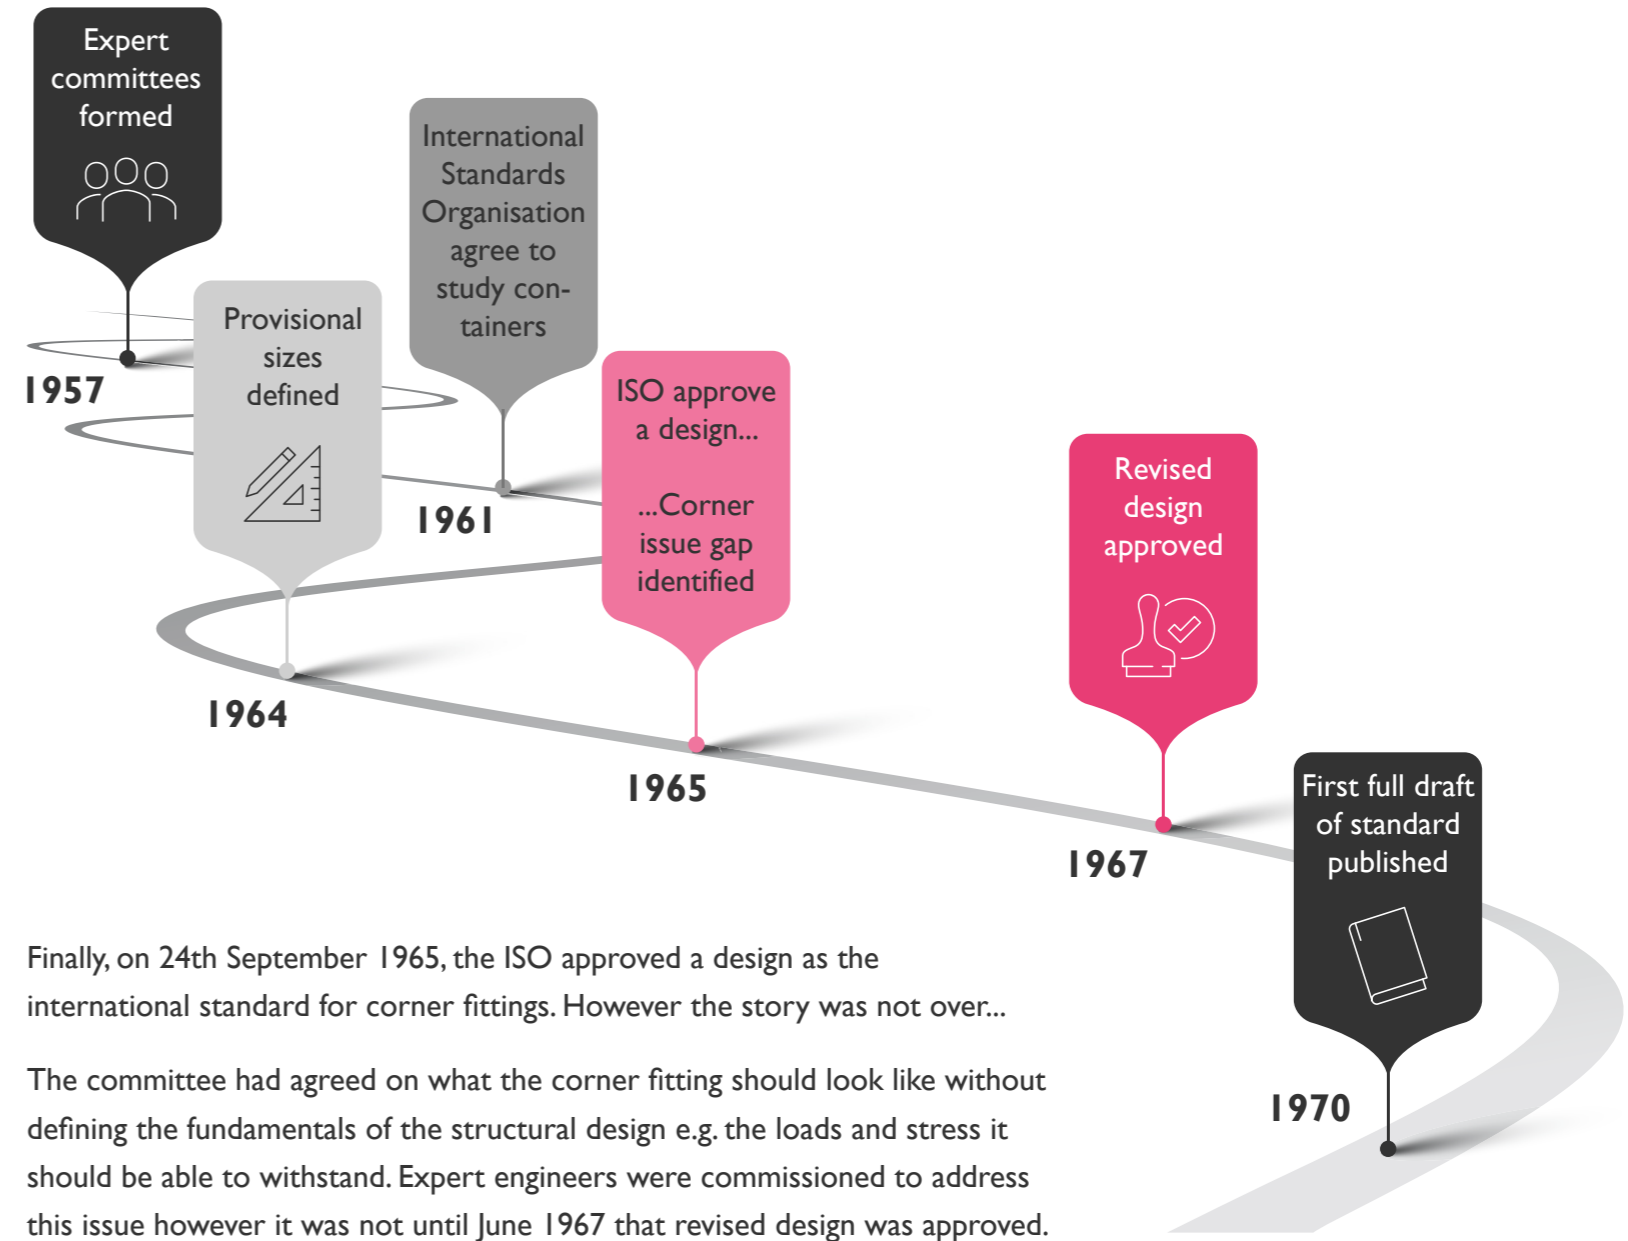 Expert
committees
formed
1957
International
Standards
Organisation
agree to
study con-
tainers
1961
Provisional
sizes
defined
1964
ISO approve
a design...
...Corner
issue gap
identified
1965
Revised
design
approved
1967
First full draft
of standard
published
1970
Finally, on 24th September 1965, the ISO approved a design as the
international standard for corner fittings. However the story was not over...
The committee had agreed on what the corner fitting should look like without
defining the fundamentals of the structural design e.g. the loads and stress it
should be able to withstand. Expert engineers were commissioned to address
this issue however it was not until June 1967 that revised design was approved.